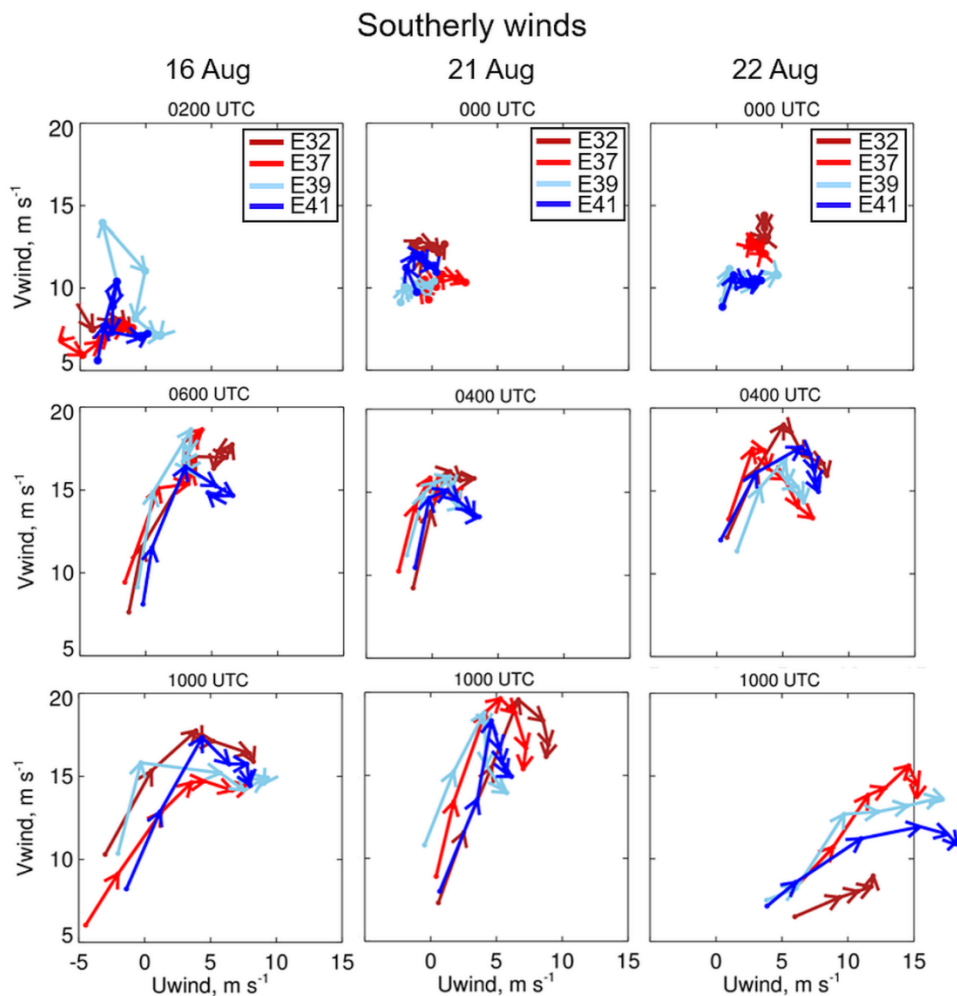 Southerly winds
16 Aug 21 Aug 22 Aug
0200 UTC 000 UTC 000 UTC
20 E32 E32 E32
E37 E37 E37
E39 E39 E39
15 E41 E41 E41
Vwind, m s⁻¹
10
5
0600 UTC 0400 UTC 0400 UTC
20
15
Vwind, m s⁻¹
10
5
1000 UTC 1000 UTC 1000 UTC
20
15
Vwind, m s⁻¹
10
5
-5 0 5 10 15 0 5 10 15 0 5 10 15
Uwind, m s⁻¹ Uwind, m s⁻¹ Uwind, m s⁻¹